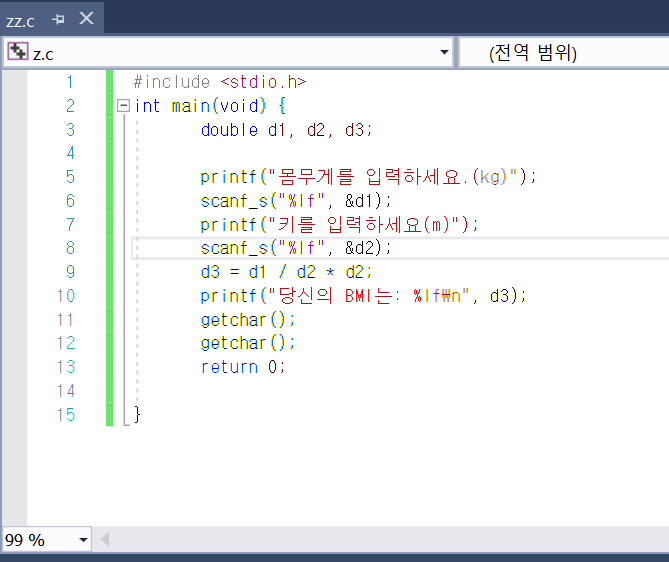 zz.c
z.c (전역 범위)
1 #include <stdio.h>
2 int main(void) {
3 double d1, d2, d3;
4
5 printf("몸무게를 입력하세요.(kg)");
6 scanf_s("%lf", &d1);
7 printf("키를 입력하세요(m)");
8 scanf_s("%lf", &d2);
9 d3 = d1 / d2 * d2;
10 printf("당신의 BMI는: %lf₩n", d3);
11 getchar();
12 getchar();
13 return 0;
14
15 }
99 %